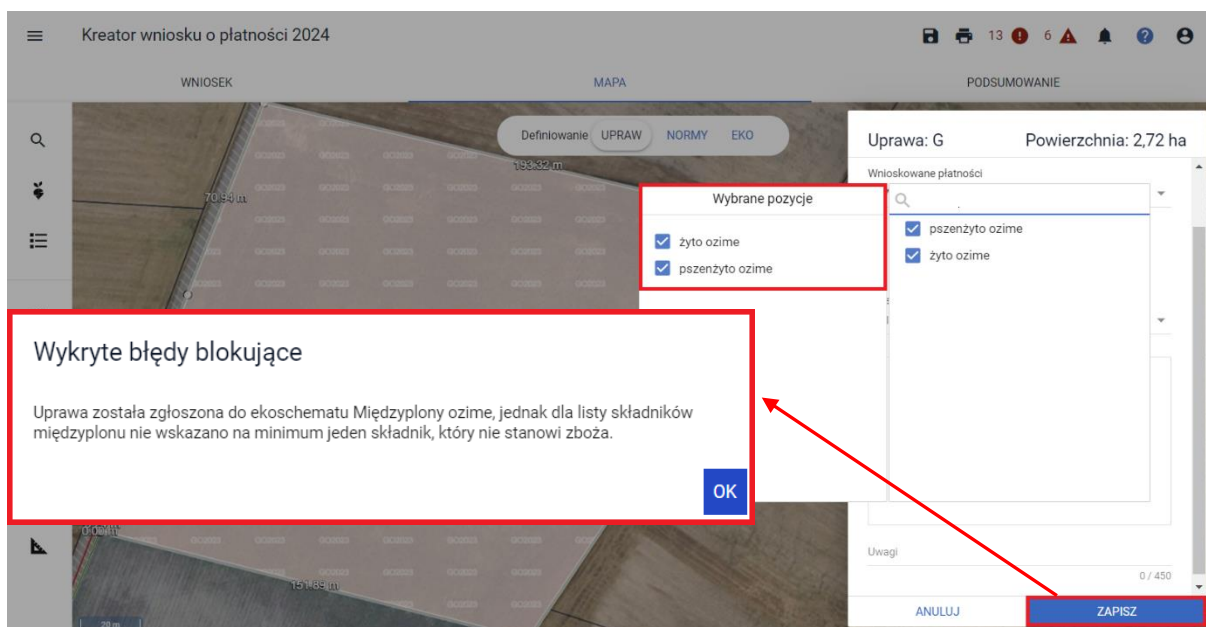 Kreator wniosku o płatności 2024
13
6
WNIOSEK
MAPA
PODSUMOWANIE
Definiowanie UPRAW NORMY EKO
193.32 m
70.94 m
Uprawa: G
Powierzchnia: 2,72 ha
Wnioskowane płatności
Wybrane pozycje
żyto ozime
pszenżyto ozime
pszenżyto ozime
żyto ozime
Wykryte błędy blokujące
Uprawa została zgłoszona do ekoschematu Międzyplony ozime, jednak dla listy składników
międzyplonu nie wskazano na minimum jeden składnik, który nie stanowi zboża.
OK
151.89 m
20 m
Uwagi
0 / 450
ANULUJ
ZAPISZ